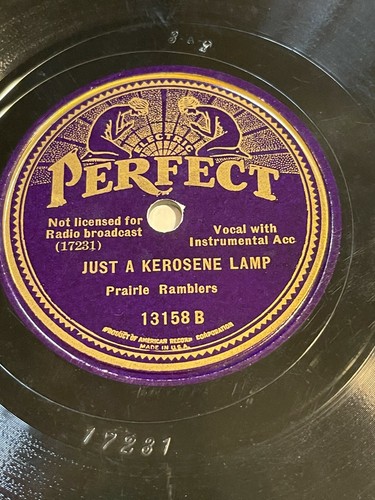 ELECTRIC
PERFECT
Not licensed for
Radio broadcast
(17231)
Vocal with
Instrumental Acc
JUST A KEROSENE LAMP
Prairie Ramblers
13158 B
PRODUCT OF AMERICAN RECORD CORPORATION
MADE IN U.S.A.
17231